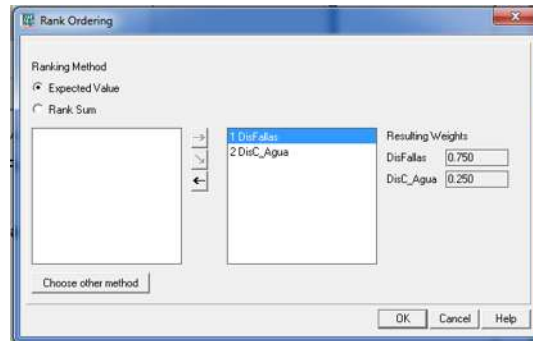 Rank Ordering
Ranking Method
Expected Value
Rank Sum
1 DisFallas
2 DisC_Agua
Resulting Weights
DisFallas 0.750
DisC_Agua 0.250
Choose other method
OK Cancel Help